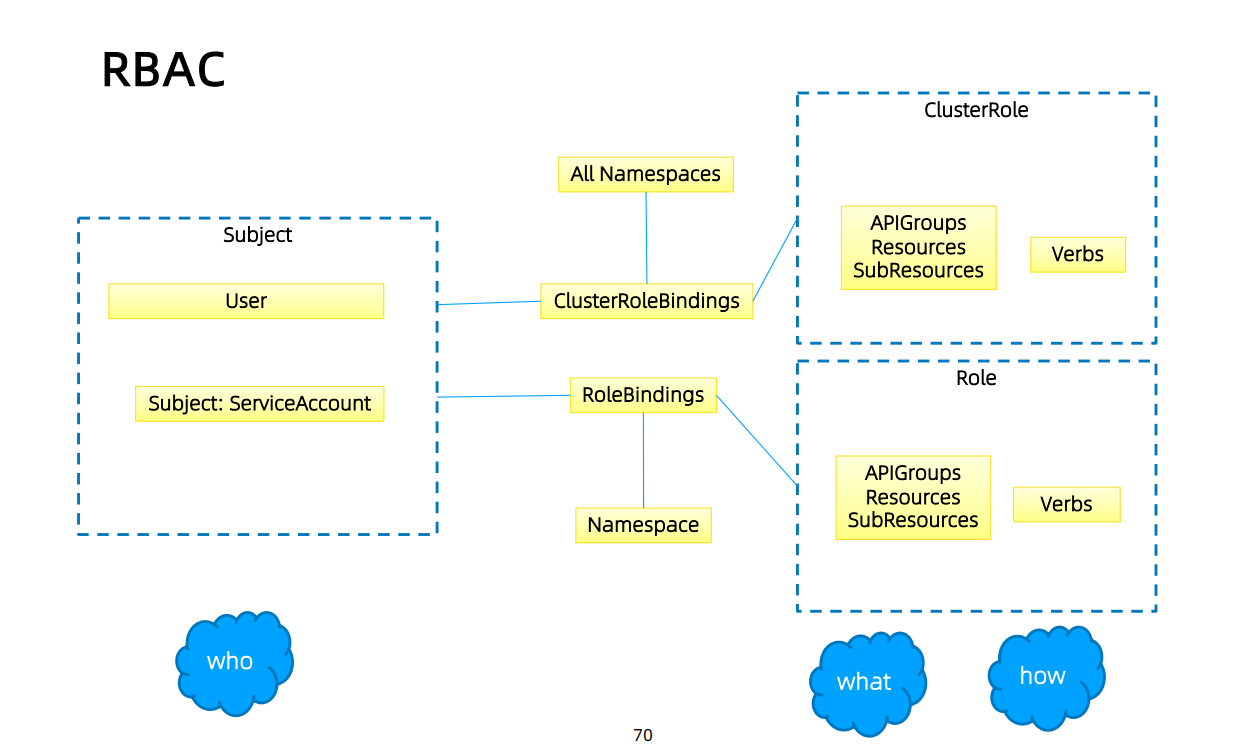 RBAC
ClusterRole
All Namespaces
APIGroups
Resources
SubResources
Verbs
Subject
User
ClusterRoleBindings
Subject: ServiceAccount
RoleBindings
Role
APIGroups
Resources
SubResources
Verbs
Namespace
who
what
how
70